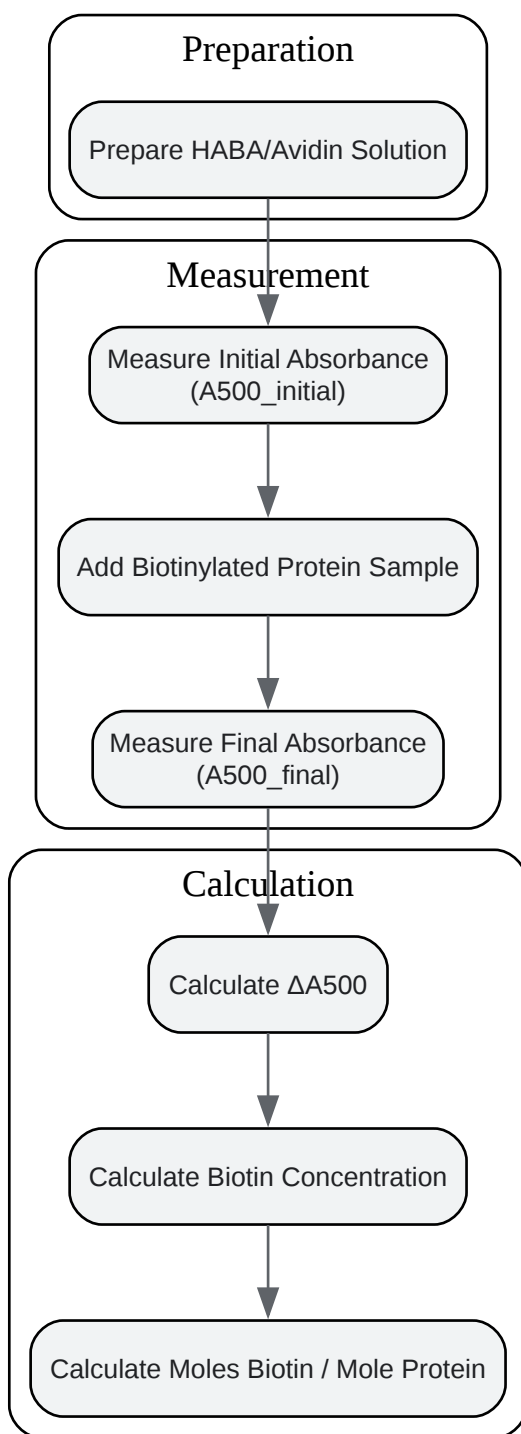 Preparation
Prepare HABA/Avidin Solution
Measurement
Measure Initial Absorbance
(A500_initial)
Add Biotinylated Protein Sample
Measure Final Absorbance
(A500_final)
Calculation
Calculate ΔA500
Calculate Biotin Concentration
Calculate Moles Biotin / Mole Protein